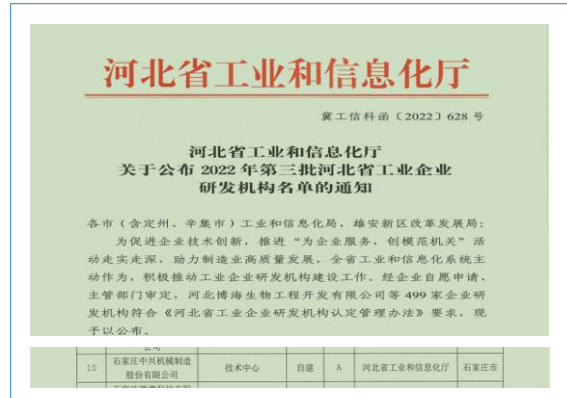 河北省工业和信息化厅
冀工信科函〔2022〕628 号
河北省工业和信息化厅
关于公布 2022 年第三批河北省工业企业
研发机构名单的通知
各市（含定州、辛集市）工业和信息化局，雄安新区改革发展局：
为促进企业技术创新，推进“为企业服务，创模范机关”活
动走实走深，助力制造业高质量发展，全省工业和信息化系统主
动作为，积极推动工业企业研发机构建设工作。经企业自愿申请、
主管部门审定，河北博海生物工程开发有限公司等 499 家企业研
发机构符合《河北省工业企业研发机构认定管理办法》要求，现
予以公布。
公司
10 石家庄中兴机械制造股份有限公司 技术中心 自建 A 河北省工业和信息化厅 石家庄市